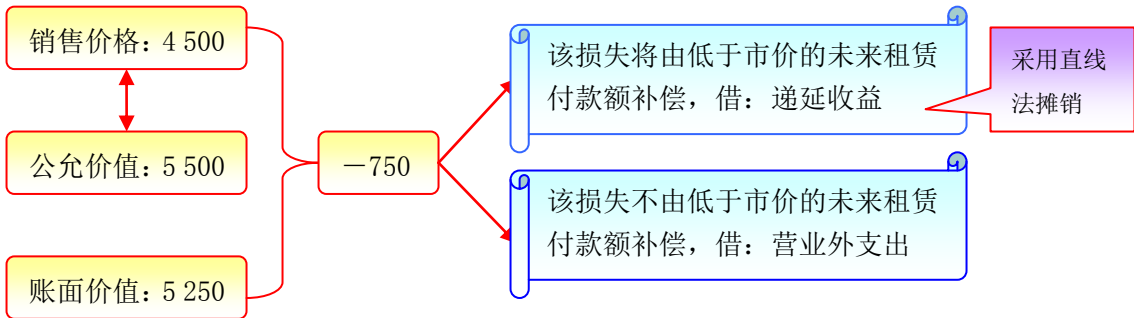 销售价格：4 500
公允价值：5 500
账面价值：5 250
－750
该损失将由低于市价的未来租赁
付款额补偿，借：递延收益
采用直线
法摊销
该损失不由低于市价的未来租赁
付款额补偿，借：营业外支出